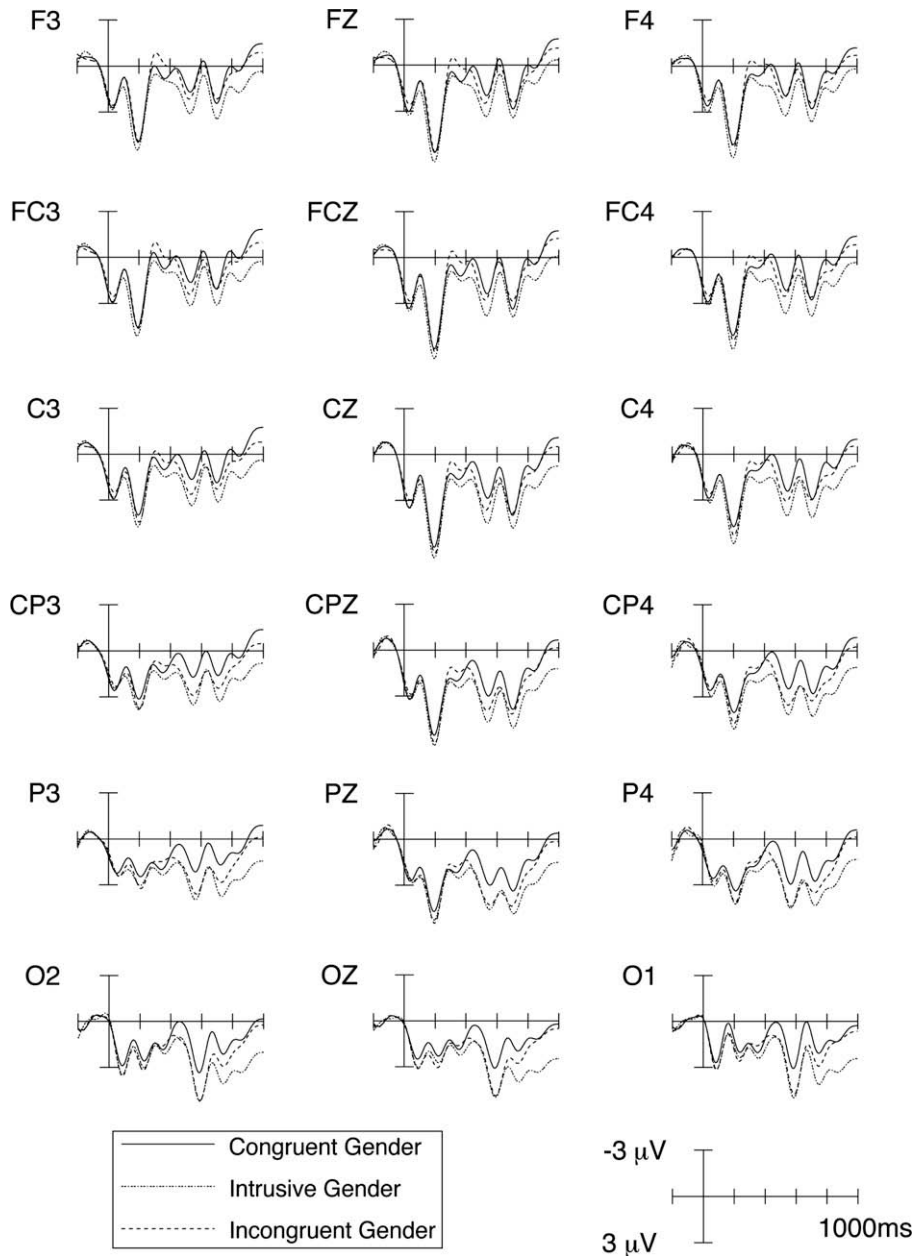 F3 FZ F4
FC3 FCZ FC4
C3 CZ C4
CP3 CPZ CP4
P3 PZ P4
O2 OZ O1
Congruent Gender
Intrusive Gender
Incongruent Gender
-3 μV
1000ms
3 μV